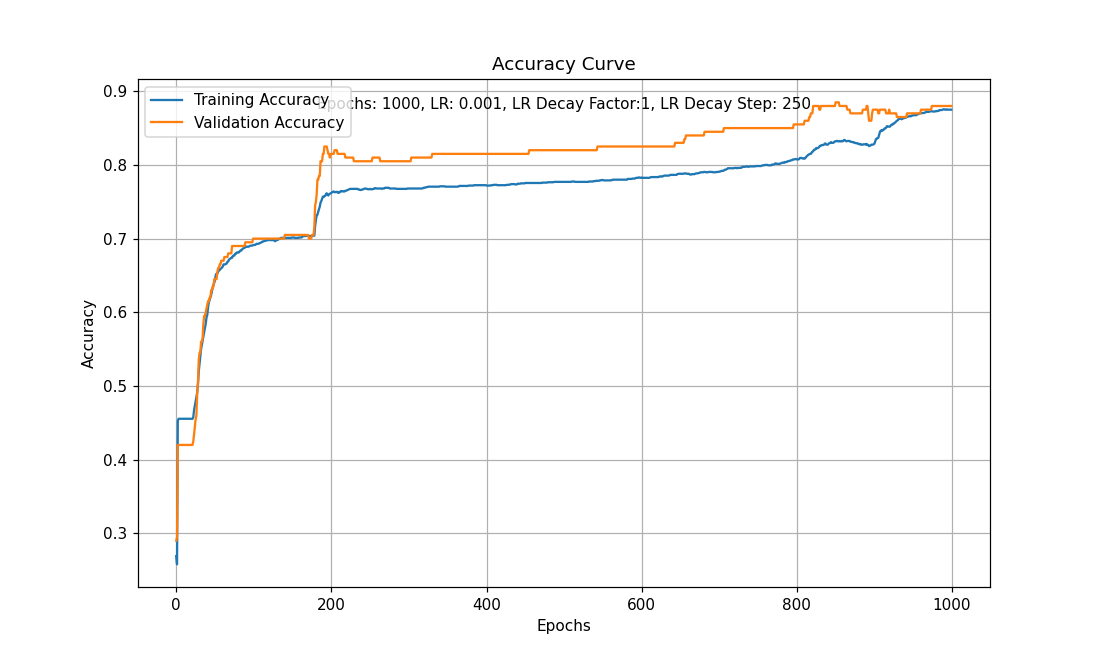 Accuracy Curve
Training Accuracy
Validation Accuracy
Epochs: 1000, LR: 0.001, LR Decay Factor:1, LR Decay Step: 250
0.9
0.8
0.7
0.6
0.5
0.4
0.3
Accuracy
0 200 400 600 800 1000
Epochs